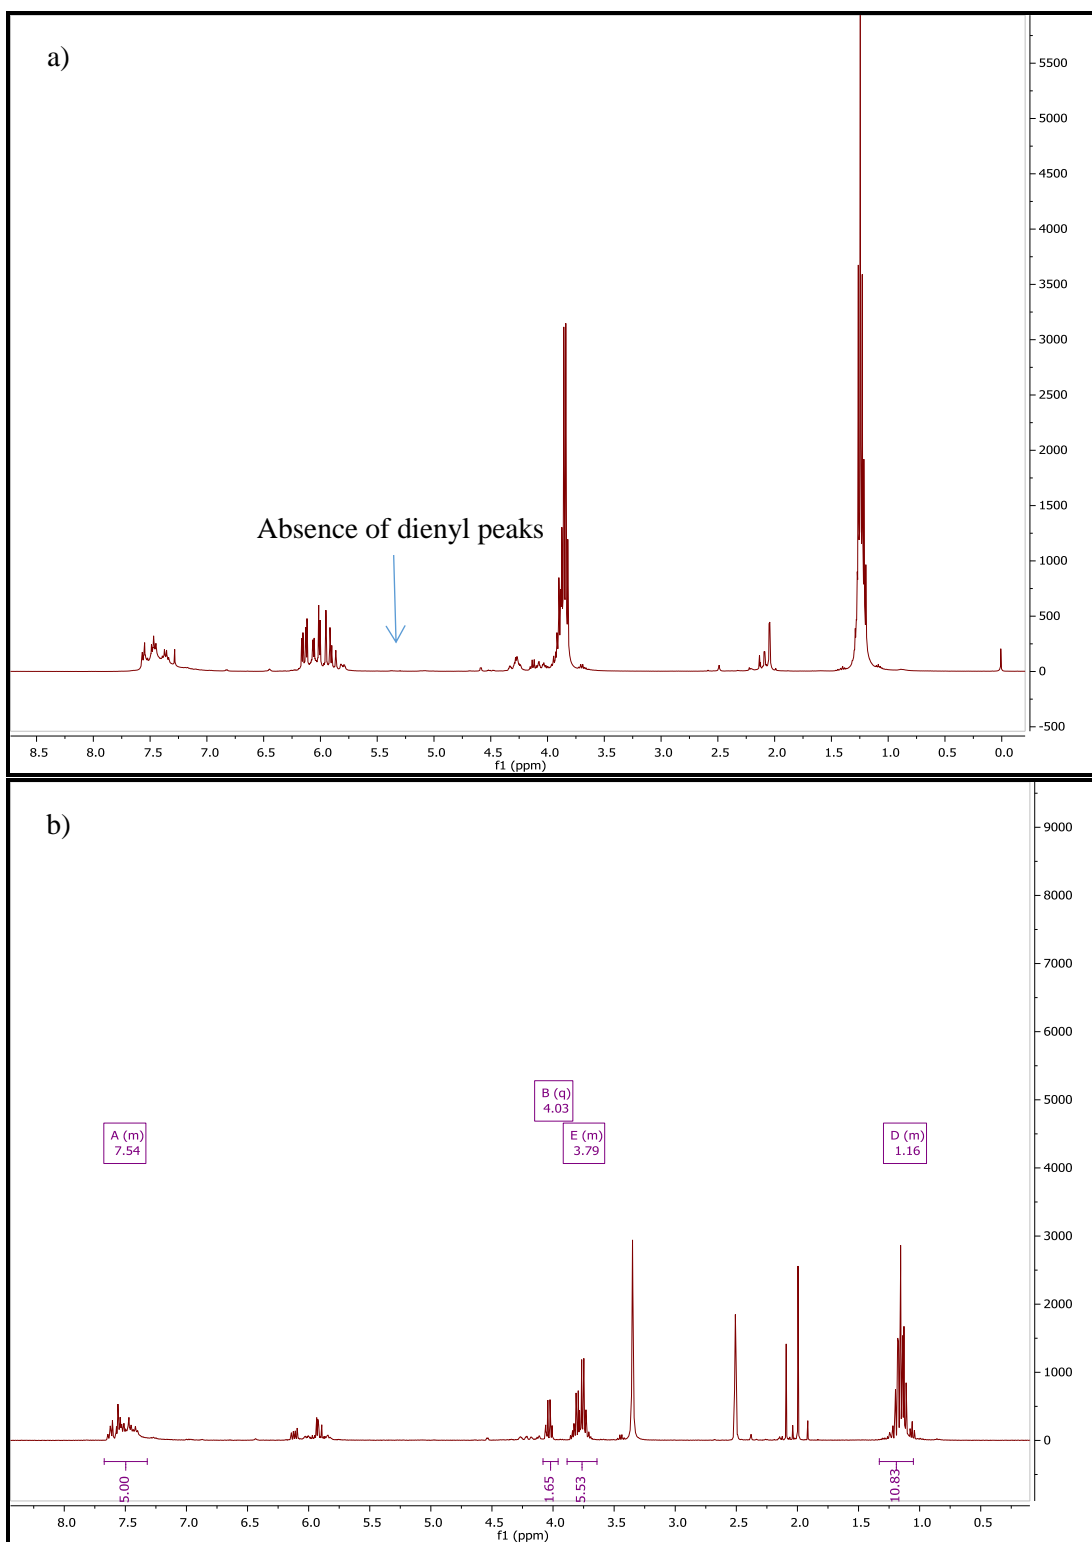 a)
5500
5000
4500
4000
3500
3000
2500
2000
1500
1000
500
0
-500
Absence of dienyl peaks
8.5 8.0 7.5 7.0 6.5 6.0 5.5 5.0 4.5 4.0 3.5 3.0 2.5 2.0 1.5 1.0 0.5 0.0
f1 (ppm)
b)
9000
8000
7000
6000
5000
4000
3000
2000
1000
0
B (q)
4.03
A (m)
7.54
E (m)
3.79
D (m)
1.16
5.00
1.65
5.53
10.83
8.0 7.5 7.0 6.5 6.0 5.5 5.0 4.5 4.0 3.5 3.0 2.5 2.0 1.5 1.0 0.5
f1 (ppm)